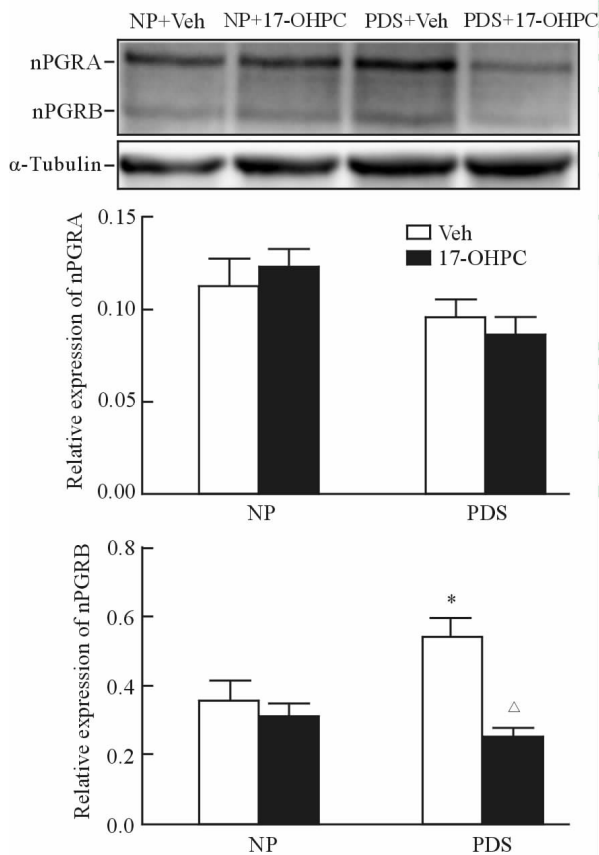 NP+Veh NP+17-OHPC PDS+Veh PDS+17-OHPC
nPGRA
nPGRB
α-Tubulin
Relative expression of nPGRA
0.15
0.10
0.05
0.00
Veh
17-OHPC
NP PDS
Relative expression of nPGRB
0.8
0.6
0.4
0.2
0.0
*
△
NP PDS